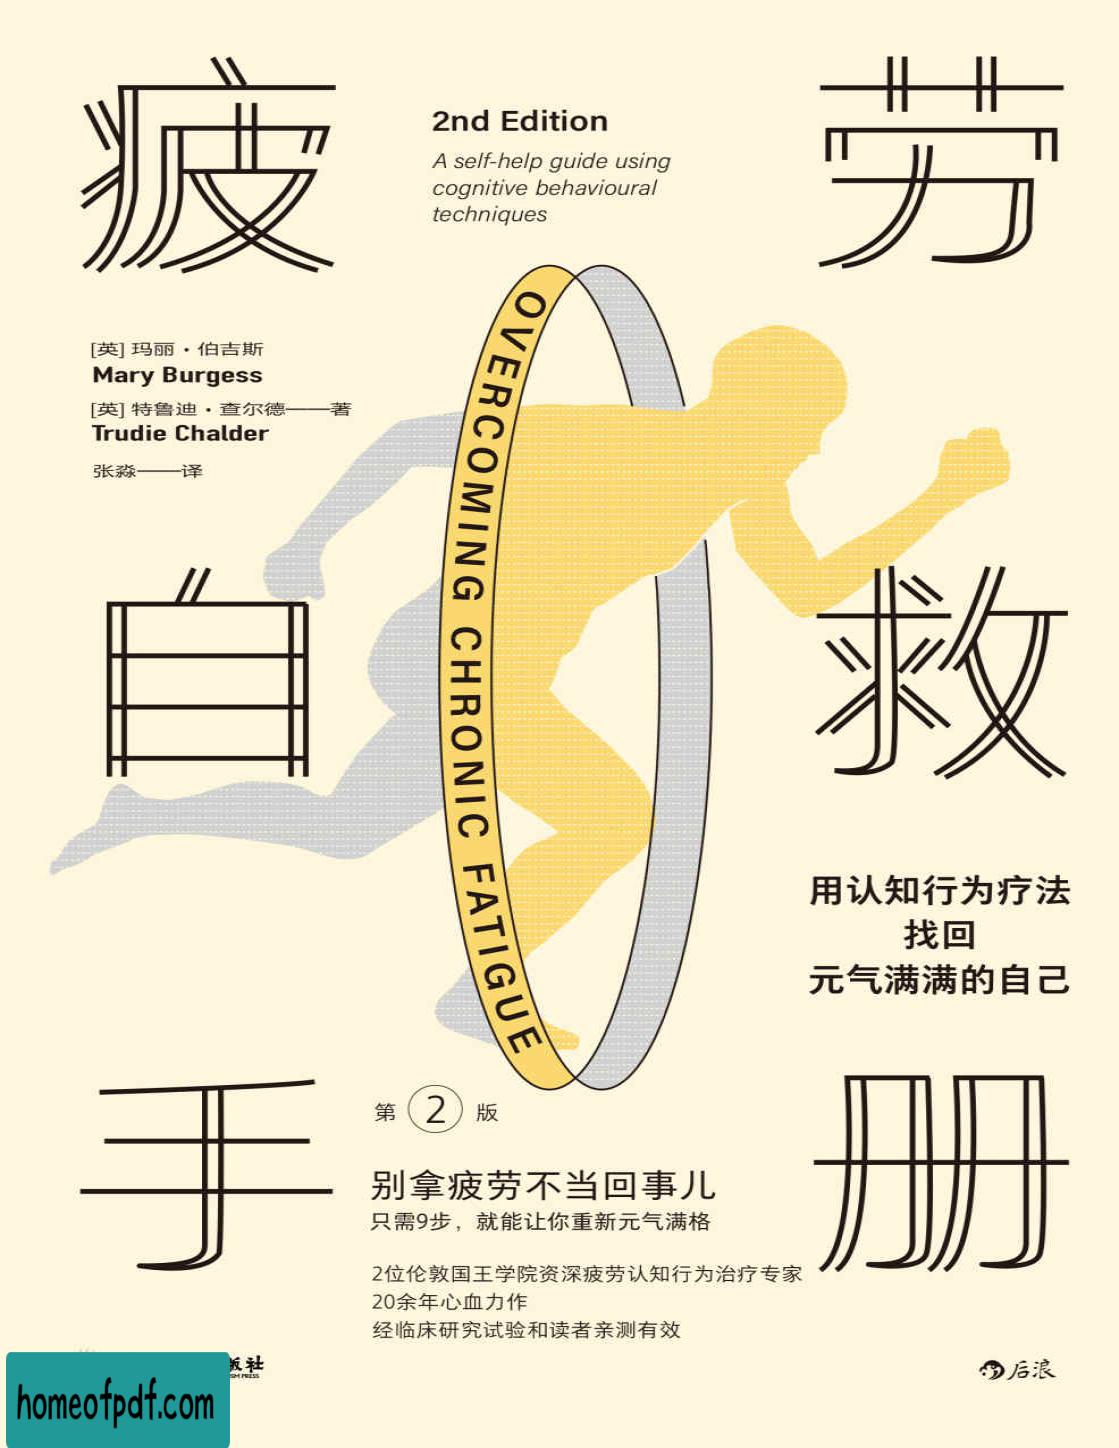 疲劳
2nd Edition
A self-help guide using
cognitive behavioural
techniques
[英] 玛丽·伯吉斯
Mary Burgess
[英] 特鲁迪·查尔德——著
Trudie Chalder
张淼——译
OVERCOMING CHRONIC FATIGUE
自救
用认知行为疗法
找回
元气满满的自己
手册
第 2 版
别拿疲劳不当回事儿
只需9步，就能让你重新元气满格
2位伦敦国王学院资深疲劳认知行为治疗专家
20余年心血力作
经临床研究试验和读者亲测有效
版社
SM PRESS
后浪
homeofpdf.com